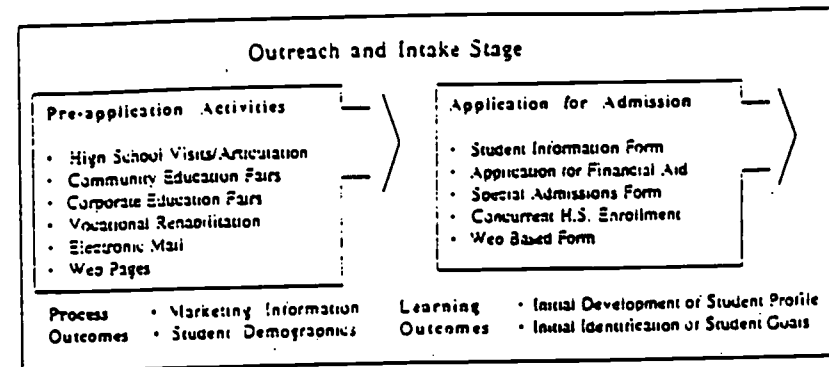 Outreach and Intake Stage
Pre-application Activities
• High School Visits/Articulation
• Community Education Fairs
• Corporate Education Fairs
• Vocational Rehabilitation
• Electronic Mail
• Web Pages
Application for Admission
• Student Information Form
• Application for Financial Aid
• Special Admissions Form
• Concurrent H.S. Enrollment
• Web Based Form
Process Outcomes
• Marketing Information
• Student Demographics
Learning Outcomes
• Initial Development of Student Profile
• Initial Identification of Student Goals